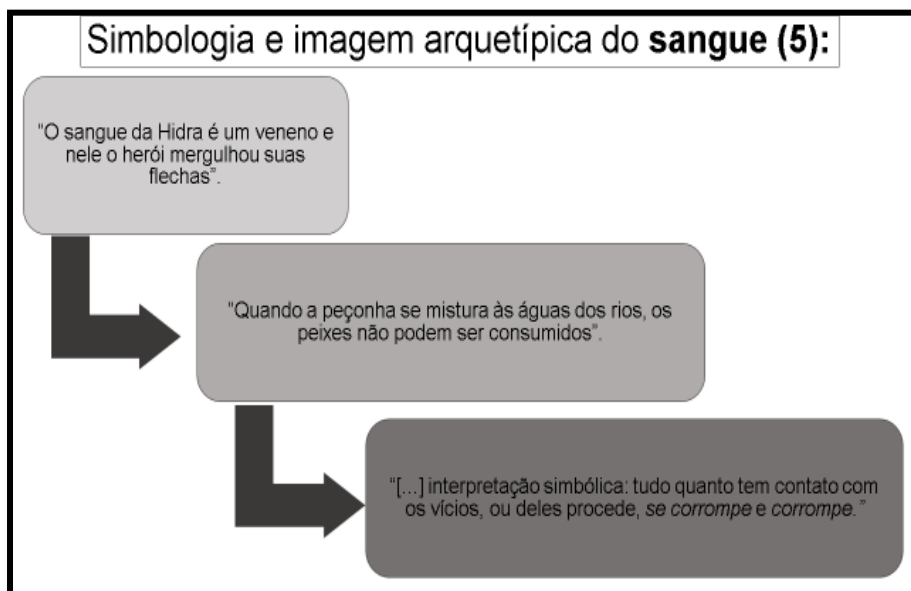 Simbologia e imagem arquetípica do sangue (5):
"O sangue da Hidra é um veneno e
nele o herói mergulhou suas
flechas".
"Quando a peçonha se mistura às águas dos rios, os
peixes não podem ser consumidos".
"[...] interpretação simbólica: tudo quanto tem contato com
os vícios, ou deles procede, se corrompe e corrompe."